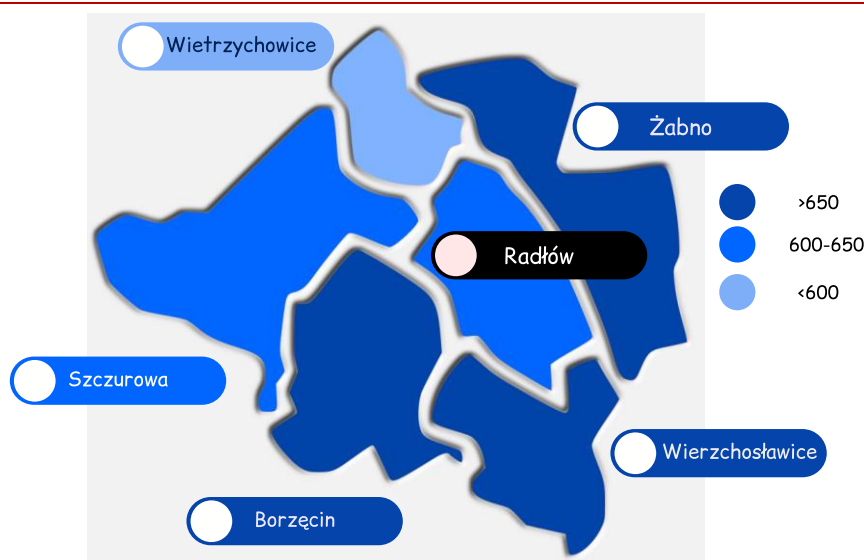 Wietrzychowice
Żabno
>650
600-650
Radłów
<600
Szczurowa
Wierzchosławice
Borzęcin